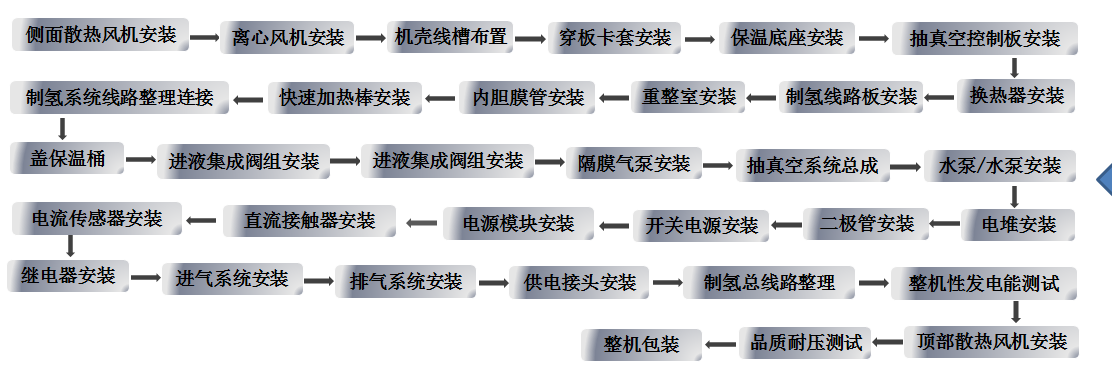 侧面散热风机安装
离心风机安装
机壳线槽布置
穿板卡套安装
保温底座安装
抽真空控制板安装
换热器安装
制氢线路板安装
重整室安装
内胆膜管安装
快速加热棒安装
制氢系统线路整理连接
盖保温桶
进液集成阀组安装
进液集成阀组安装
隔膜气泵安装
抽真空系统总成
水泵/水泵安装
电堆安装
二极管安装
开关电源安装
电源模块安装
直流接触器安装
电流传感器安装
继电器安装
进气系统安装
排气系统安装
供电接头安装
制氢总线路整理
整机性发电能测试
顶部散热风机安装
品质耐压测试
整机包装